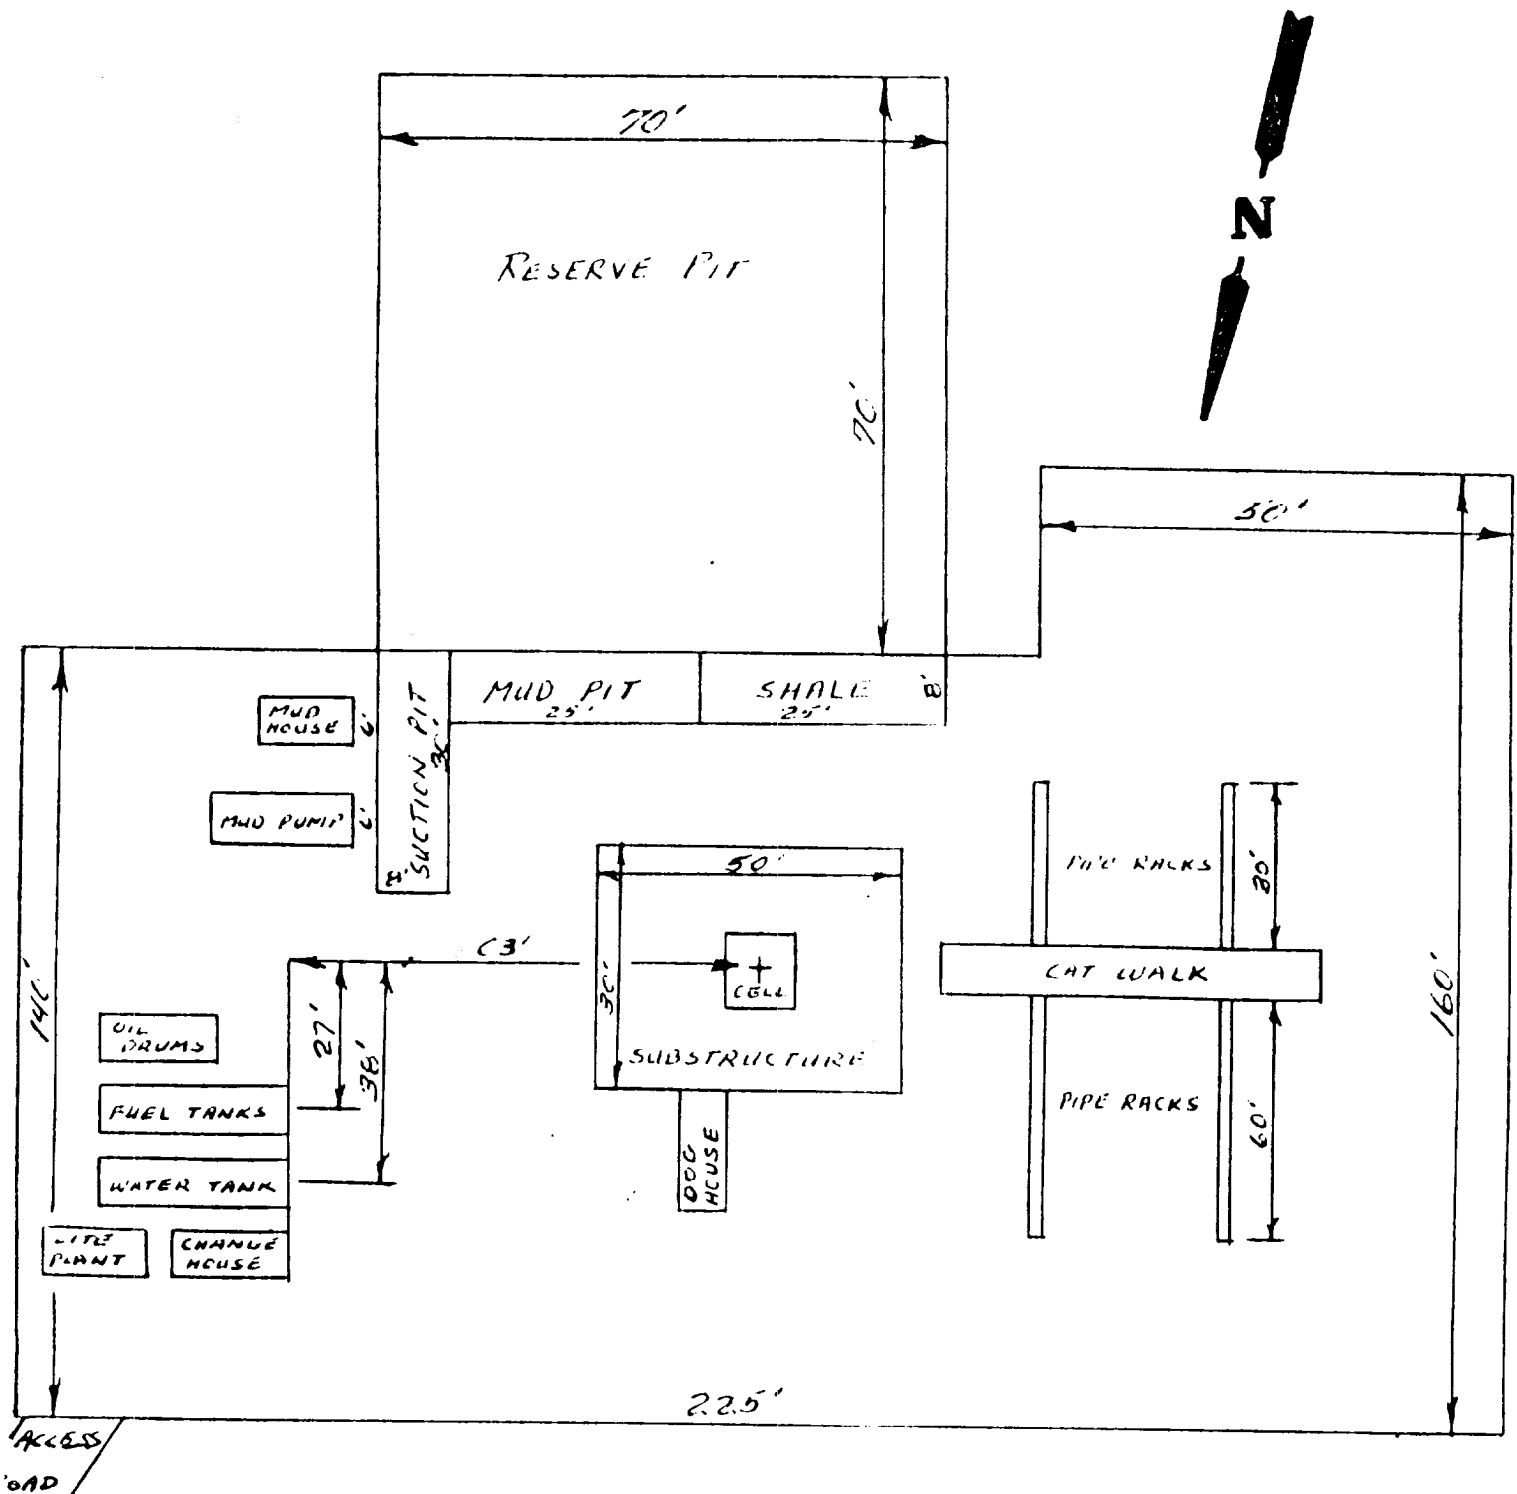 70'
N
RESERVE PIT
70'
50'
MUD PIT
25'
SHALE
25'
8'
MUD
HOUSE
6'
SUCTION PIT
30'
8'
MUD PUMP
6'
PIPE RACKS
50'
63'
30'
CELL
CAT WALK
140'
160'
27'
38'
OIL
DRUMS
SUBSTRUCTURE
FUEL TANKS
PIPE RACKS
60'
DOG
HOUSE
WATER TANK
LITE
PLANT
CHANGE
HOUSE
225'
ACCESS